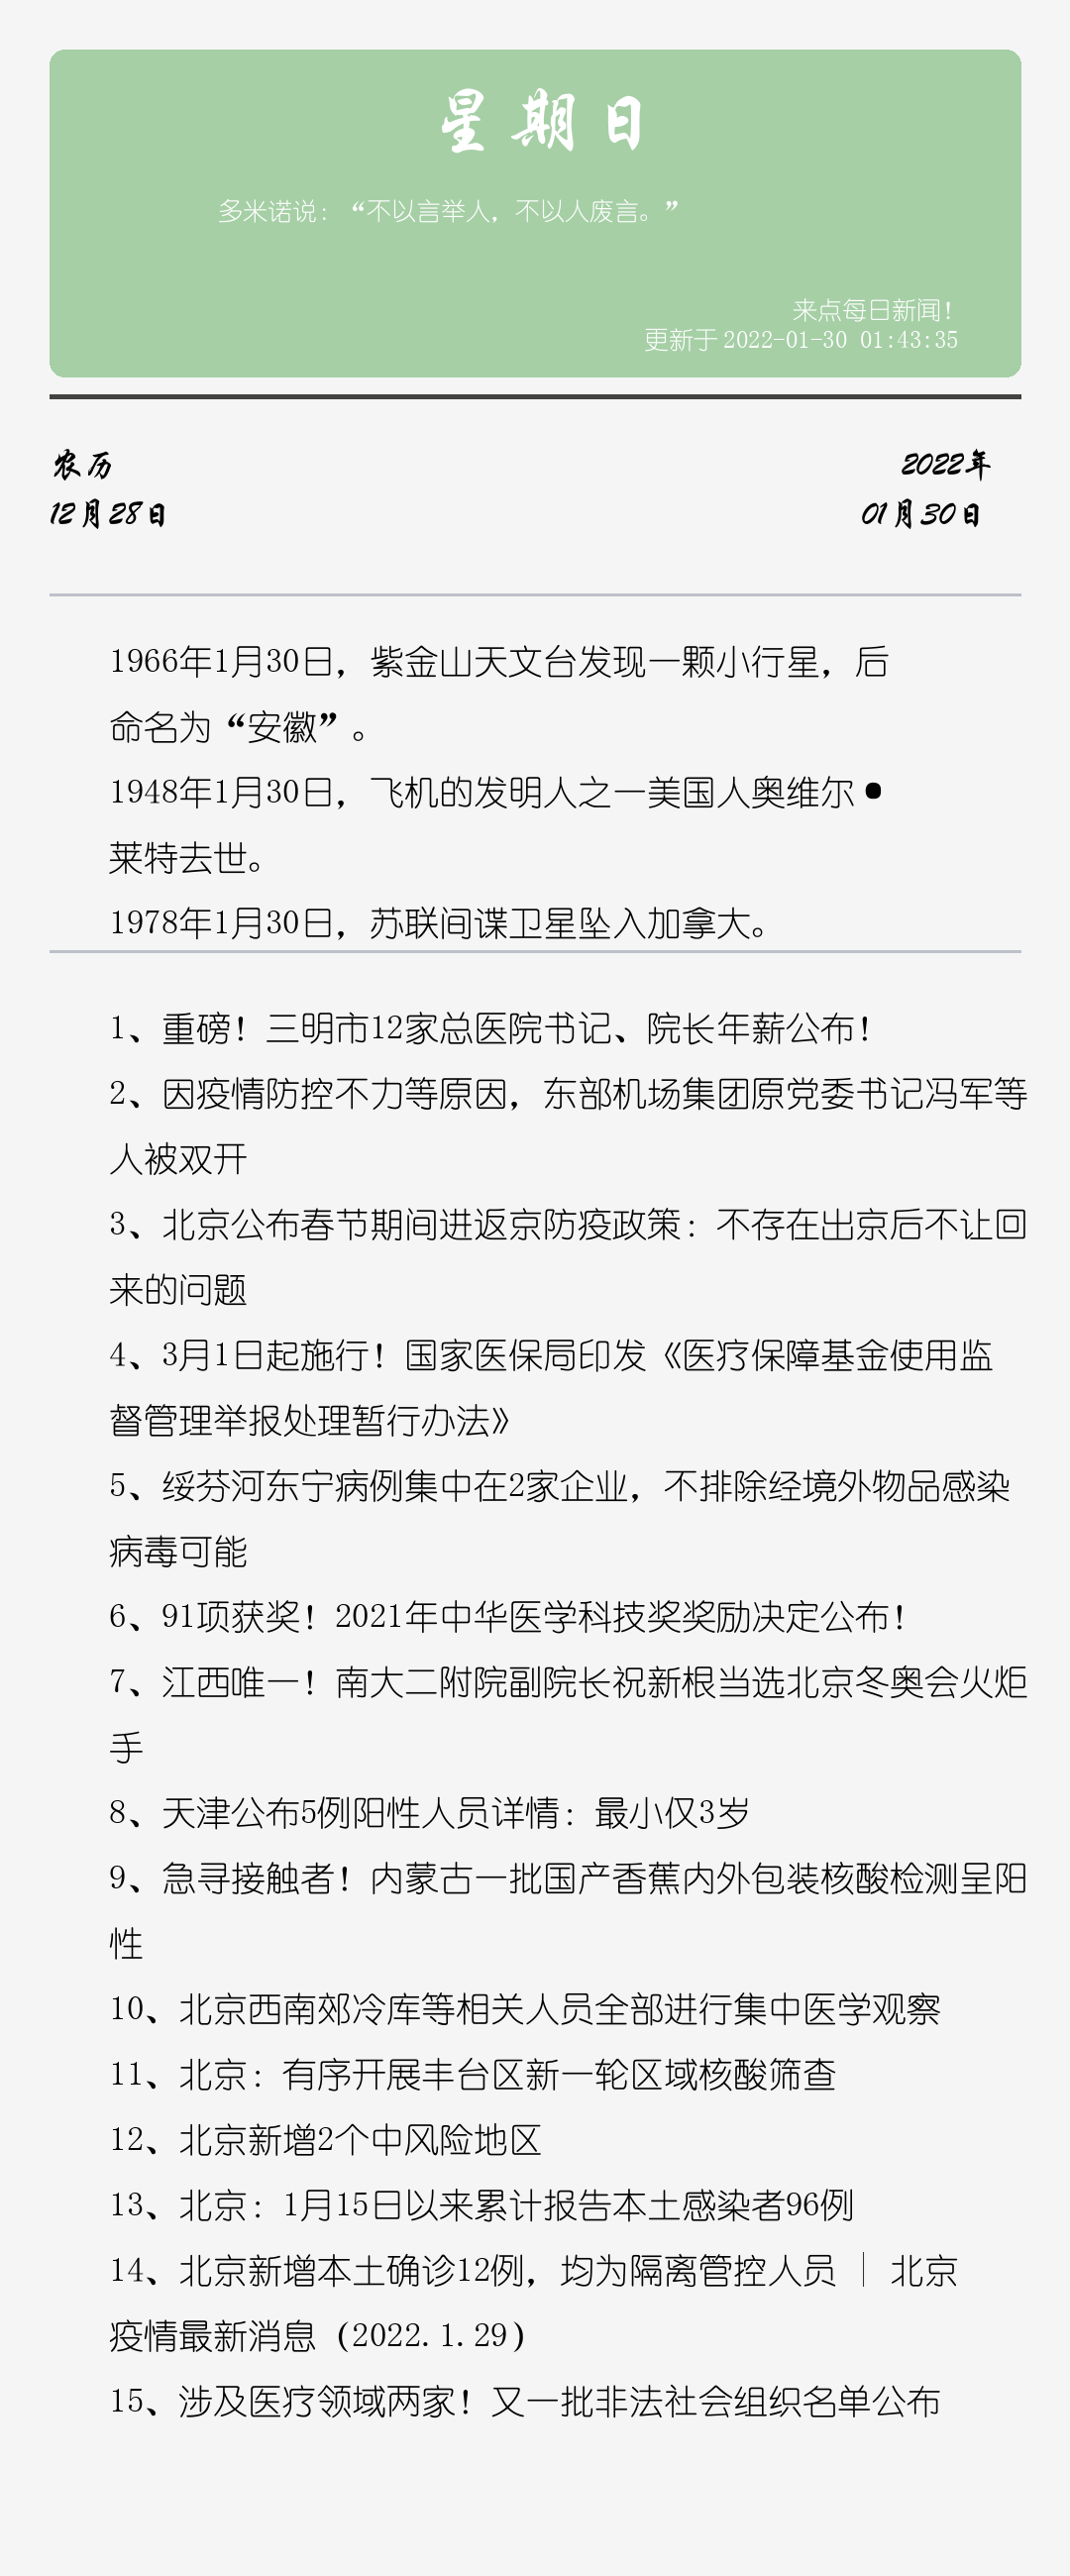 星期日
多米诺说：“不以言举人，不以人废言。”
来点每日新闻！
更新于2022-01-30 01:43:35
农历
2022年
12月28日
01月30日
1966年1月30日，紫金山天文台发现一颗小行星，后
命名为“安徽”。
1948年1月30日，飞机的发明人之一美国人奥维尔•
莱特去世。
1978年1月30日，苏联间谍卫星坠入加拿大。
1、重磅！三明市12家总医院书记、院长年薪公布！
2、因疫情防控不力等原因，东部机场集团原党委书记冯军等
人被双开
3、北京公布春节期间进返京防疫政策：不存在出京后不让回
来的问题
4、3月1日起施行！国家医保局印发《医疗保障基金使用监
督管理举报处理暂行办法》
5、绥芬河东宁病例集中在2家企业，不排除经境外物品感染
病毒可能
6、91项获奖！2021年中华医学科技奖奖励决定公布！
7、江西唯一！南大二附院副院长祝新根当选北京冬奥会火炬
手
8、天津公布5例阳性人员详情：最小仅3岁
9、急寻接触者！内蒙古一批国产香蕉内外包装核酸检测呈阳
性
10、北京西南郊冷库等相关人员全部进行集中医学观察
11、北京：有序开展丰台区新一轮区域核酸筛查
12、北京新增2个中风险地区
13、北京：1月15日以来累计报告本土感染者96例
14、北京新增本土确诊12例，均为隔离管控人员｜北京
疫情最新消息（2022.1.29）
15、涉及医疗领域两家！又一批非法社会组织名单公布